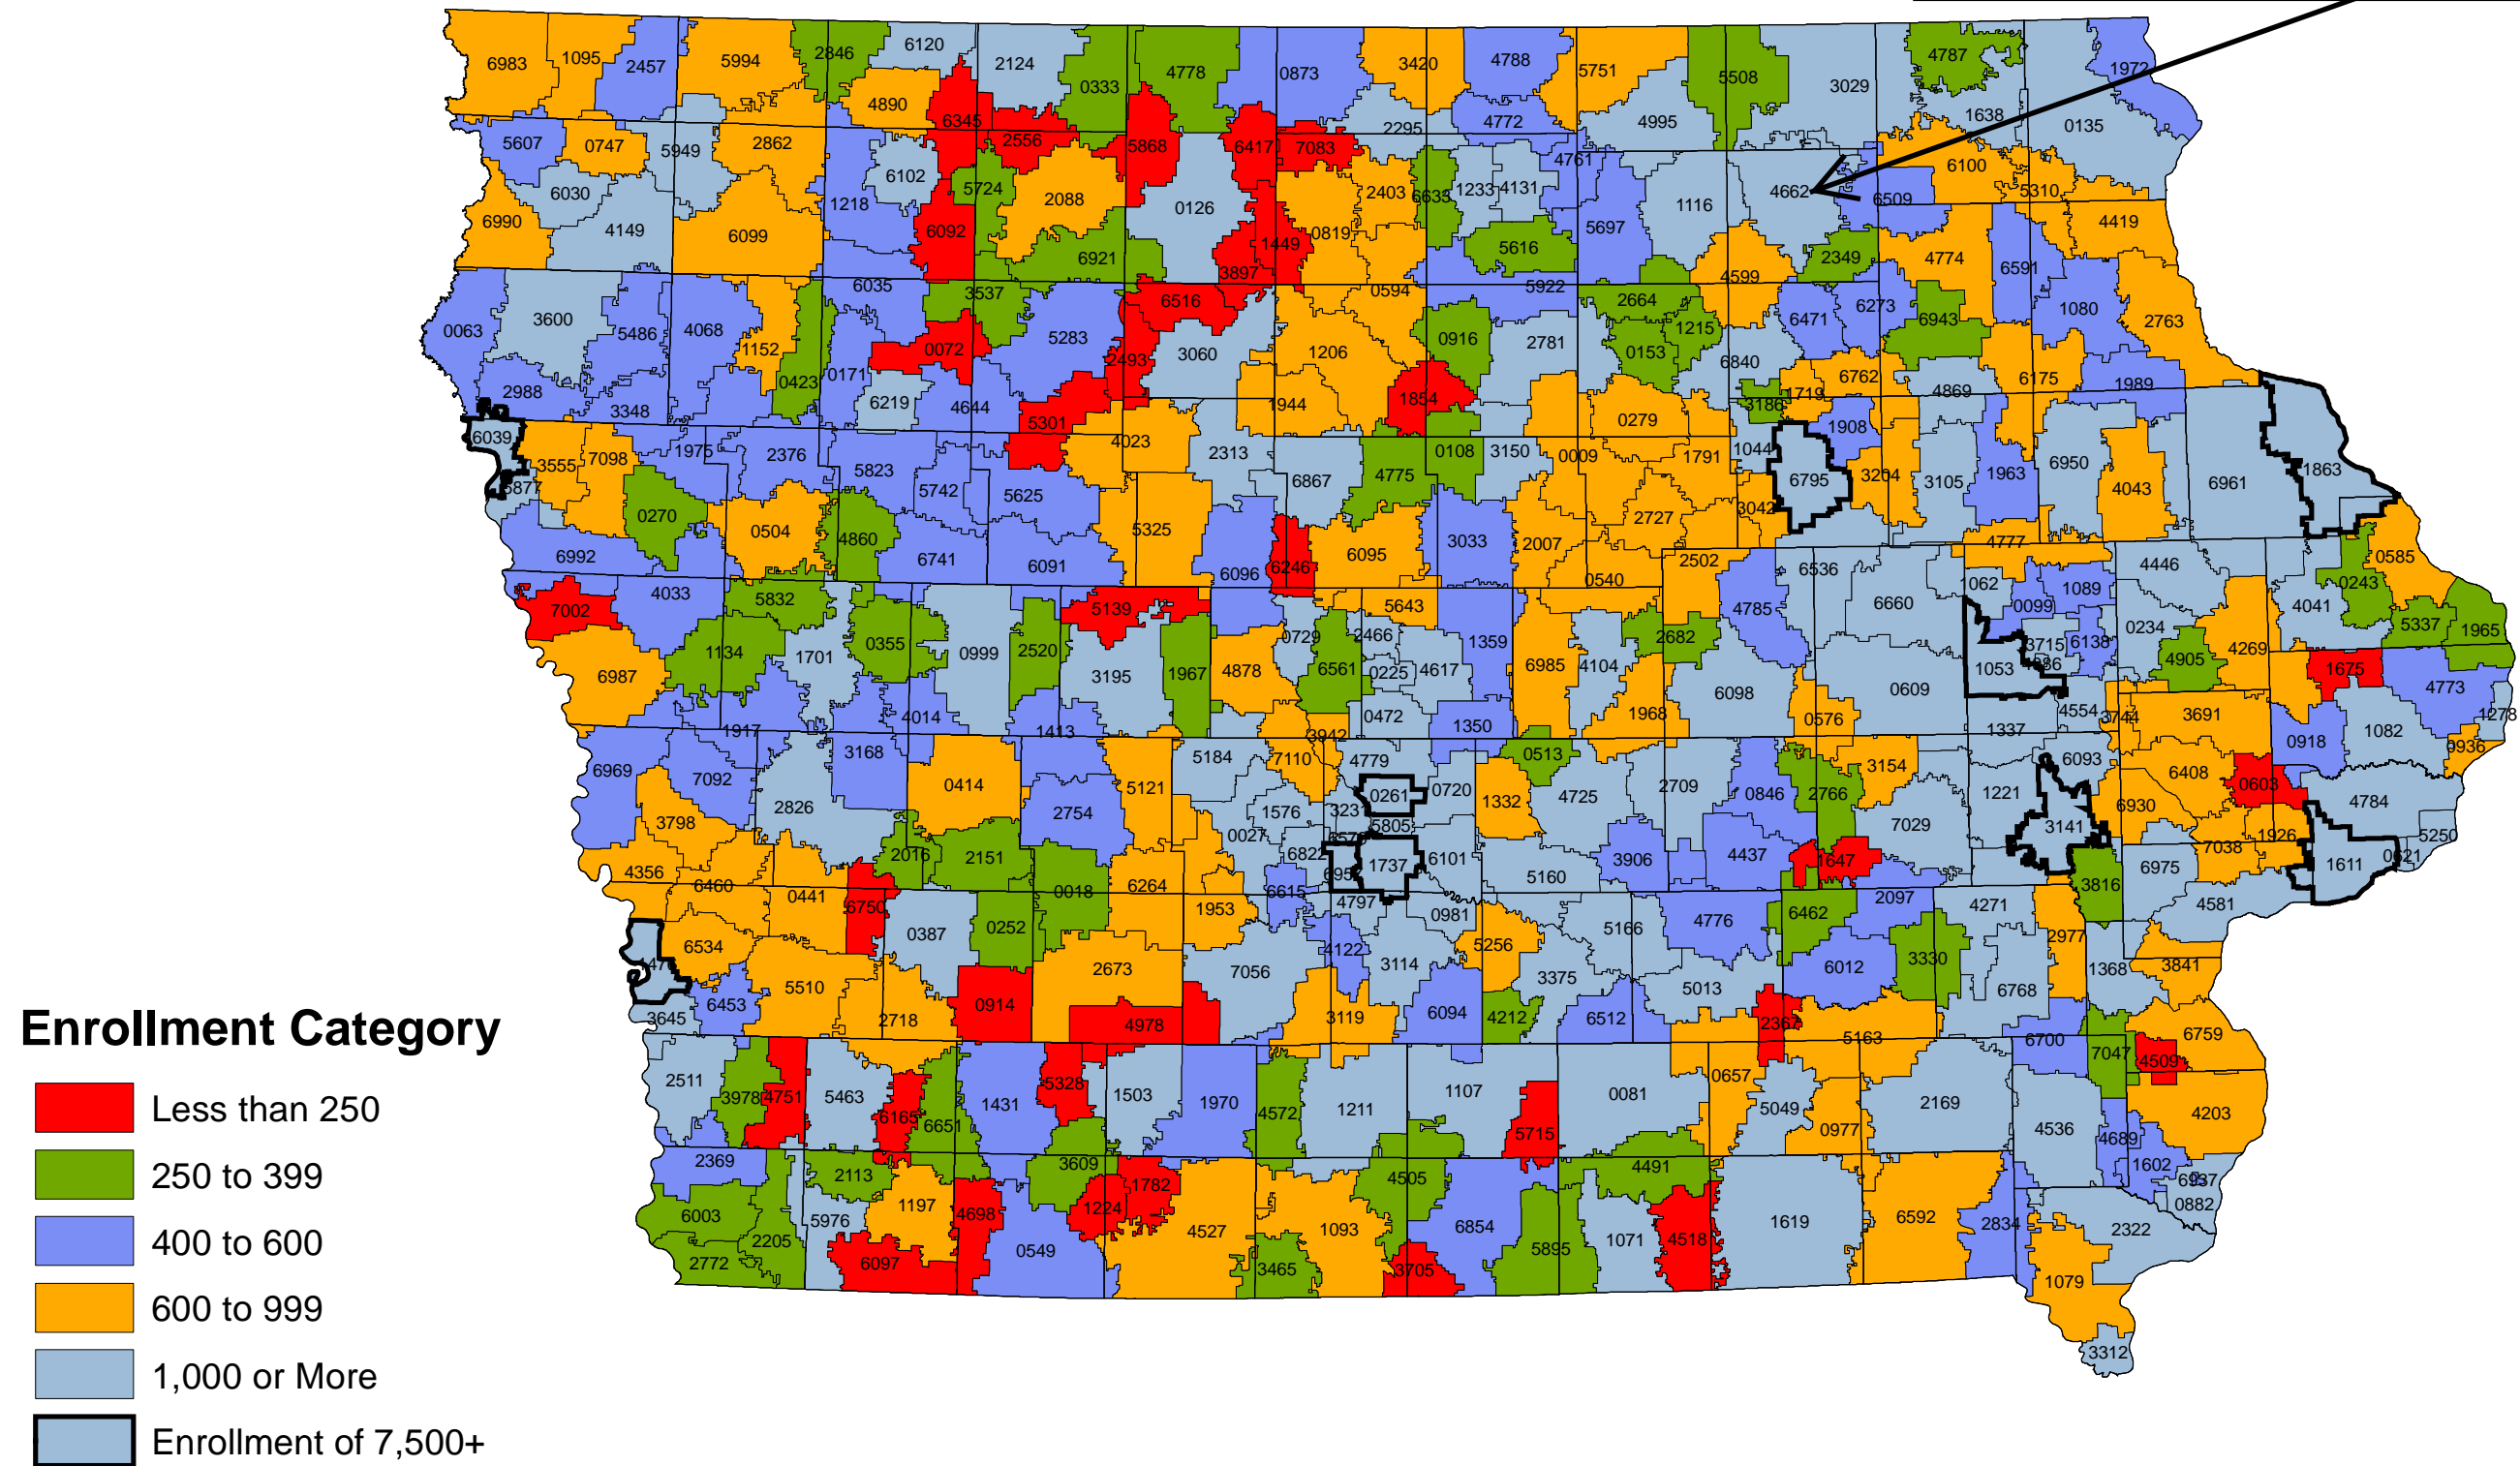 6983 1095 2457 5994 2846 6120 2124 0333 4778 0873 3420 4788 5751 5508 3029 4787 1972
4890 6345 2556 5868 6417 7083 2295 4772 4995 1638 0135
5607 0747 5949 2862 6102 5724 2088 0126 2403 6633 1233 4131 4761 1116 4662 6509 6100 5310
6030 6990 4149 6099 1218 6092 6921 1449 3897 0819 5616 5697 4599 2349 4774 6591 4419
0063 3600 5486 4068 1152 6035 3537 5283 6516 0594 5922 2664 6471 6273 6943 1080 2763
0423 0171 0072 2493 3060 1206 0916 2781 0153 1215 6840 6762 4869 6175 1989
2988 3348 6219 4644 5301 4023 1944 1854 0279 3186 1719 1908
6039 3555 7098 1975 2376 5823 5742 5625 2313 6867 4775 0108 3150 0009 1791 1044 6795 3204 3105 1963 6950 4043 6961 1863
0270 0504 4860 5325 3033 2727 3042
6992 6741 6091 6096 6246 6095 2007 0540 2502 6536 4777 4446 0585
7002 4033 5832 5139 5643 4785 6660 1062 0099 1089 4041 0243
6987 1134 1701 0355 0999 2520 3195 1967 4878 0729 2466 6561 0225 4617 1359 6985 4104 2682 6098 0609 1053 3715 6138 0234 4905 4269 1675 5337 1965
1917 4014 1413 3942 0472 1350 1968 0576 1337 4554 3744 3691 0918 1082 4773 1278
6969 7092 2826 3168 0414 2754 5121 5184 7110 4779 0720 0513 4725 2709 0846 2766 3154 1221 6093 6408 0603 0936
3798 1576 0261 1332 7029 3141 6930 4784
4356 6460 0441 2016 2151 0018 6264 0027 6822 5805 1737 6101 5160 3906 4437 1647 3816 6975 7038 1926 1611 0621 5250
6750 0387 0252 1953 6615 4797 0981 5166 4776 6462 2097 4271 2977 4581
6534 5510 2718 0914 2673 7056 4122 3114 5256 3375 5013 6012 3330 6768 1368 3841
3645 6453 4978 3119 6094 4212 6512 2367 5163 6700 7047 4509 6759
2511 3978 4751 5463 6165 6651 1431 5328 1503 1970 4572 1211 1107 5715 0081 0657 5049 0977 2169 4536 4689 4203
2369 2113 3609 1782 4505 4491 1602 6937 0882
6003 2205 5976 1197 4698 1224 4527 1093 6854 5895 1071 4518 1619 6592 2834 2322
2772 6097 0549 3465 3705 1079
3312
Enrollment Category
Less than 250
250 to 399
400 to 600
600 to 999
1,000 or More
Enrollment of 7,500+